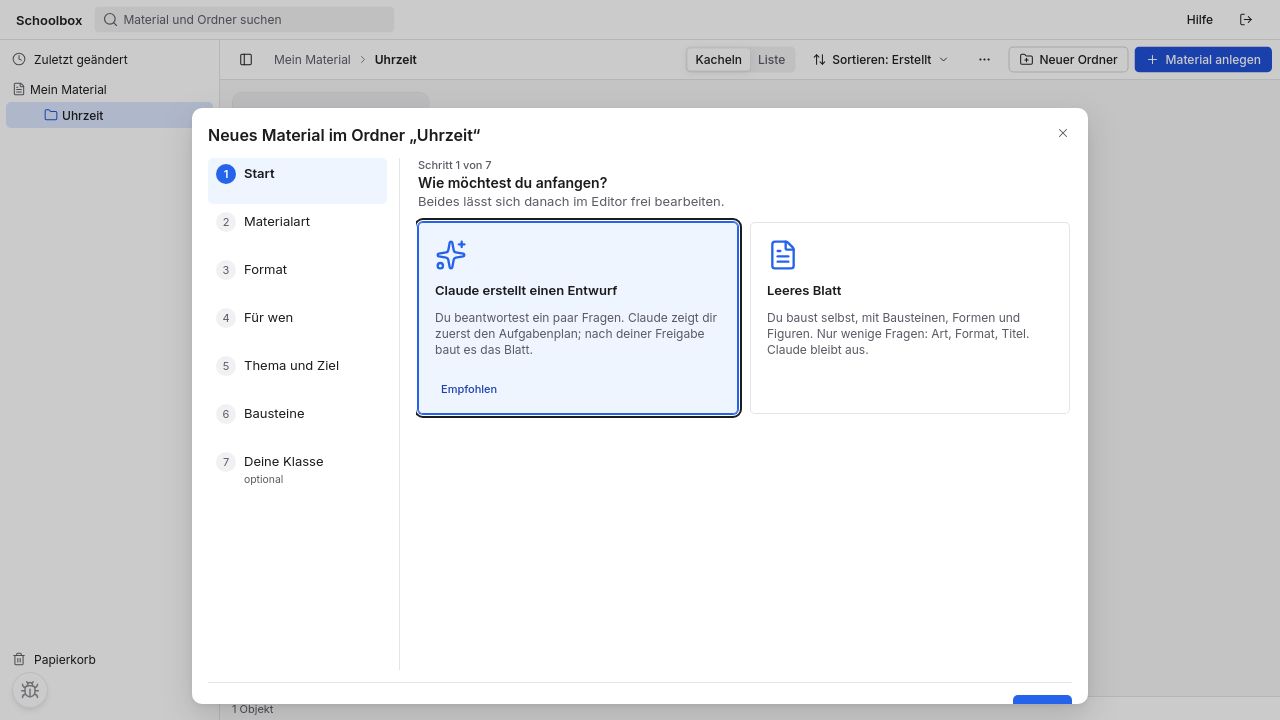 Schoolbox
Material und Ordner suchen
Hilfe
Zuletzt geändert
Mein Material
Uhrzeit
Mein Material
Uhrzeit
Kacheln
Liste
Sortieren: Erstellt
Neuer Ordner
Material anlegen
Neues Material im Ordner „Uhrzeit“
1 Start
2 Materialart
3 Format
4 Für wen
5 Thema und Ziel
6 Bausteine
7 Deine Klasse
optional
Schritt 1 von 7
Wie möchtest du anfangen?
Beides lässt sich danach im Editor frei bearbeiten.
Claude erstellt einen Entwurf
Du beantwortest ein paar Fragen. Claude zeigt dir
zuerst den Aufgabenplan; nach deiner Freigabe
baut es das Blatt.
Empfohlen
Leeres Blatt
Du baust selbst, mit Bausteinen, Formen und
Figuren. Nur wenige Fragen: Art, Format, Titel.
Claude bleibt aus.
Papierkorb
1 Objekt